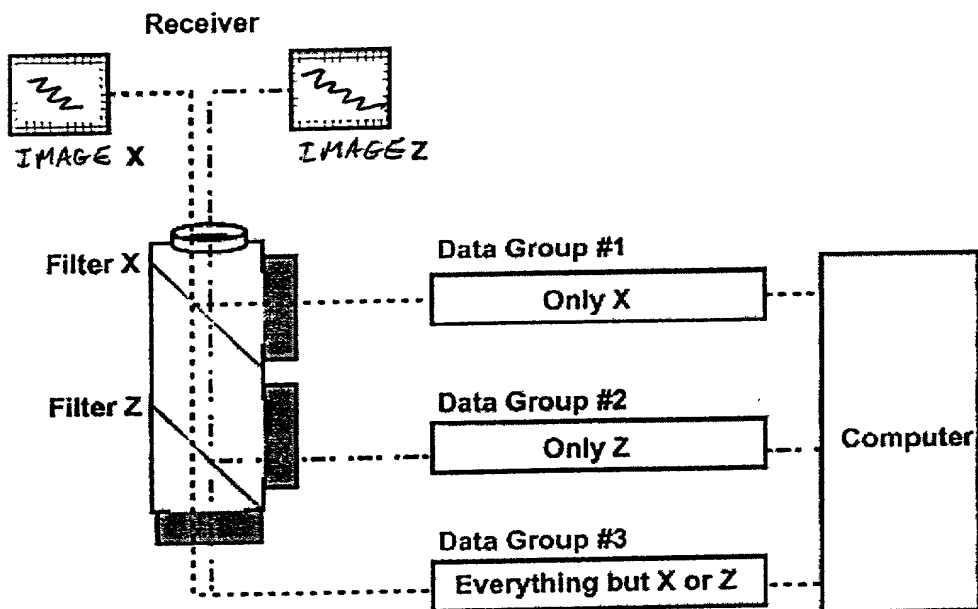 Receiver
IMAGE X
IMAGE Z
Filter X
Data Group #1
Only X
Filter Z
Data Group #2
Only Z
Computer
Data Group #3
Everything but X or Z